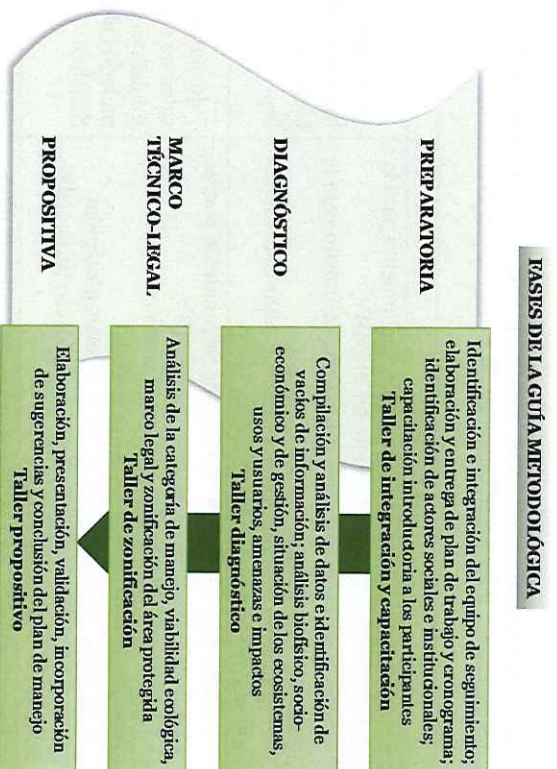 FASES DE LA GUÍA METODOLÓGICA
PREPARATORIA
Identificación e integración del equipo de seguimiento;
elaboración y entrega de plan de trabajo y cronograma;
identificación de actores sociales e institucionales;
capacitación introductoria a los participantes
Taller de integración y capacitación
DIAGNÓSTICO
Compilación y análisis de datos e identificación de
vacíos de información; análisis biofísico, socio-
económico y de gestión, situación de los ecosistemas,
usos y usuarios, amenazas e impactos
Taller diagnóstico
MARCO
TÉCNICO-LEGAL
Análisis de la categoría de manejo, viabilidad ecológica,
marco legal y zonificación del área protegida
Taller de zonificación
PROPOSITIVA
Elaboración, presentación, validación, incorporación
de sugerencias y conclusión del plan de manejo
Taller propositivo